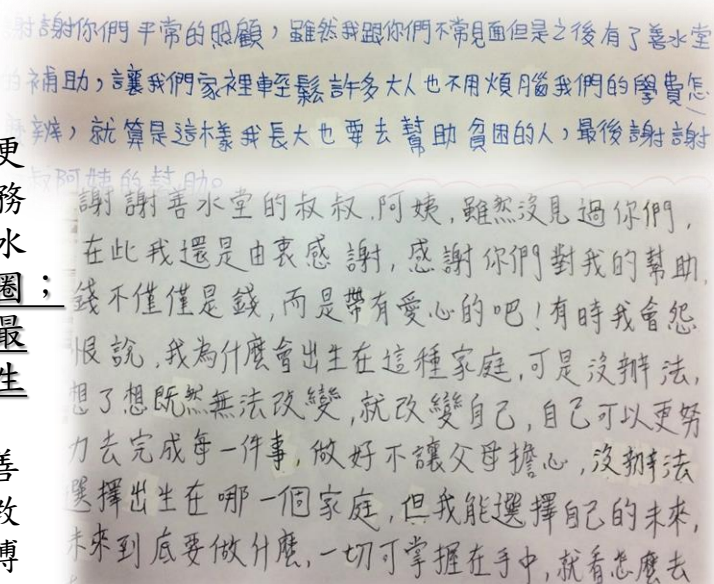 謝謝你們平常的照顧，雖然我跟你們不常見面但是之後有了善水堂
的補助，讓我們家裡輕鬆許多大人也不用煩腦我們的學費怎
麼辨，就算是這樣我長大也要去幫助貧困的人，最後謝謝
叔阿姨的幫助。
謝謝善水堂的叔叔.阿姨，雖然沒見過你們，
在此我還是由衷感謝，感謝你們對我的幫助，
錢不僅僅是錢，而是帶有愛心的吧！有時我會怨
恨說，我為什麼會出生在這種家庭，可是沒辦法，
想了想既然無法改變，就改變自己，自己可以更努
力去完成每一件事，做好不讓父母擔心，沒辦法
選擇出生在哪一個家庭，但我能選擇自己的未來，
未來到底要做什麼，一切可掌握在手中，就看怎麼去
更
務
水
圈；
最
生
善